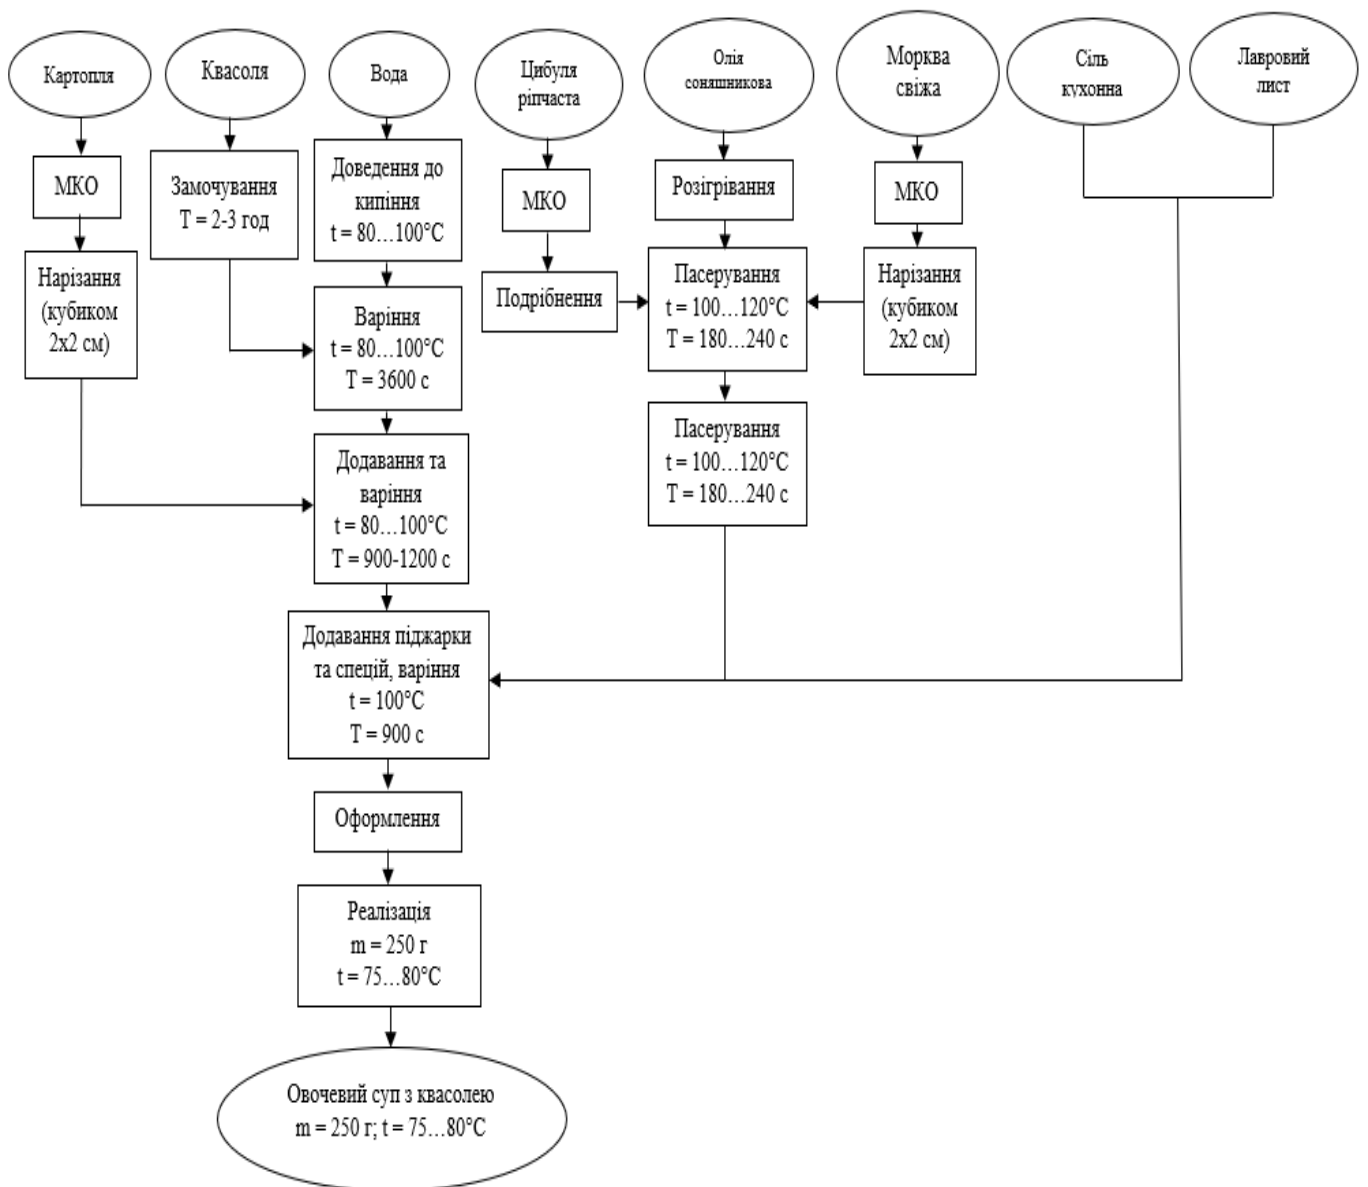 Картопля
Квасоля
Вода
Цибуля
ріпчаста
Олія
соняшникова
Морква
свіжа
Сіль
кухонна
Лавровий
лист
МКО
Замочування
T = 2-3 год
Доведення до
кипіння
t = 80...100°C
МКО
Розігрівання
МКО
Нарізання
(кубиком
2х2 см)
Варіння
t = 80...100°C
T = 3600 с
Подрібнення
Пасерування
t = 100...120°C
T = 180...240 с
Нарізання
(кубиком
2х2 см)
Додавання та
варіння
t = 80...100°C
T = 900-1200 с
Пасерування
t = 100...120°C
T = 180...240 с
Додавання піджарки
та спецій, варіння
t = 100°C
T = 900 с
Оформлення
Реалізація
m = 250 г
t = 75...80°C
Овочевий суп з квасолею
m = 250 г; t = 75...80°C